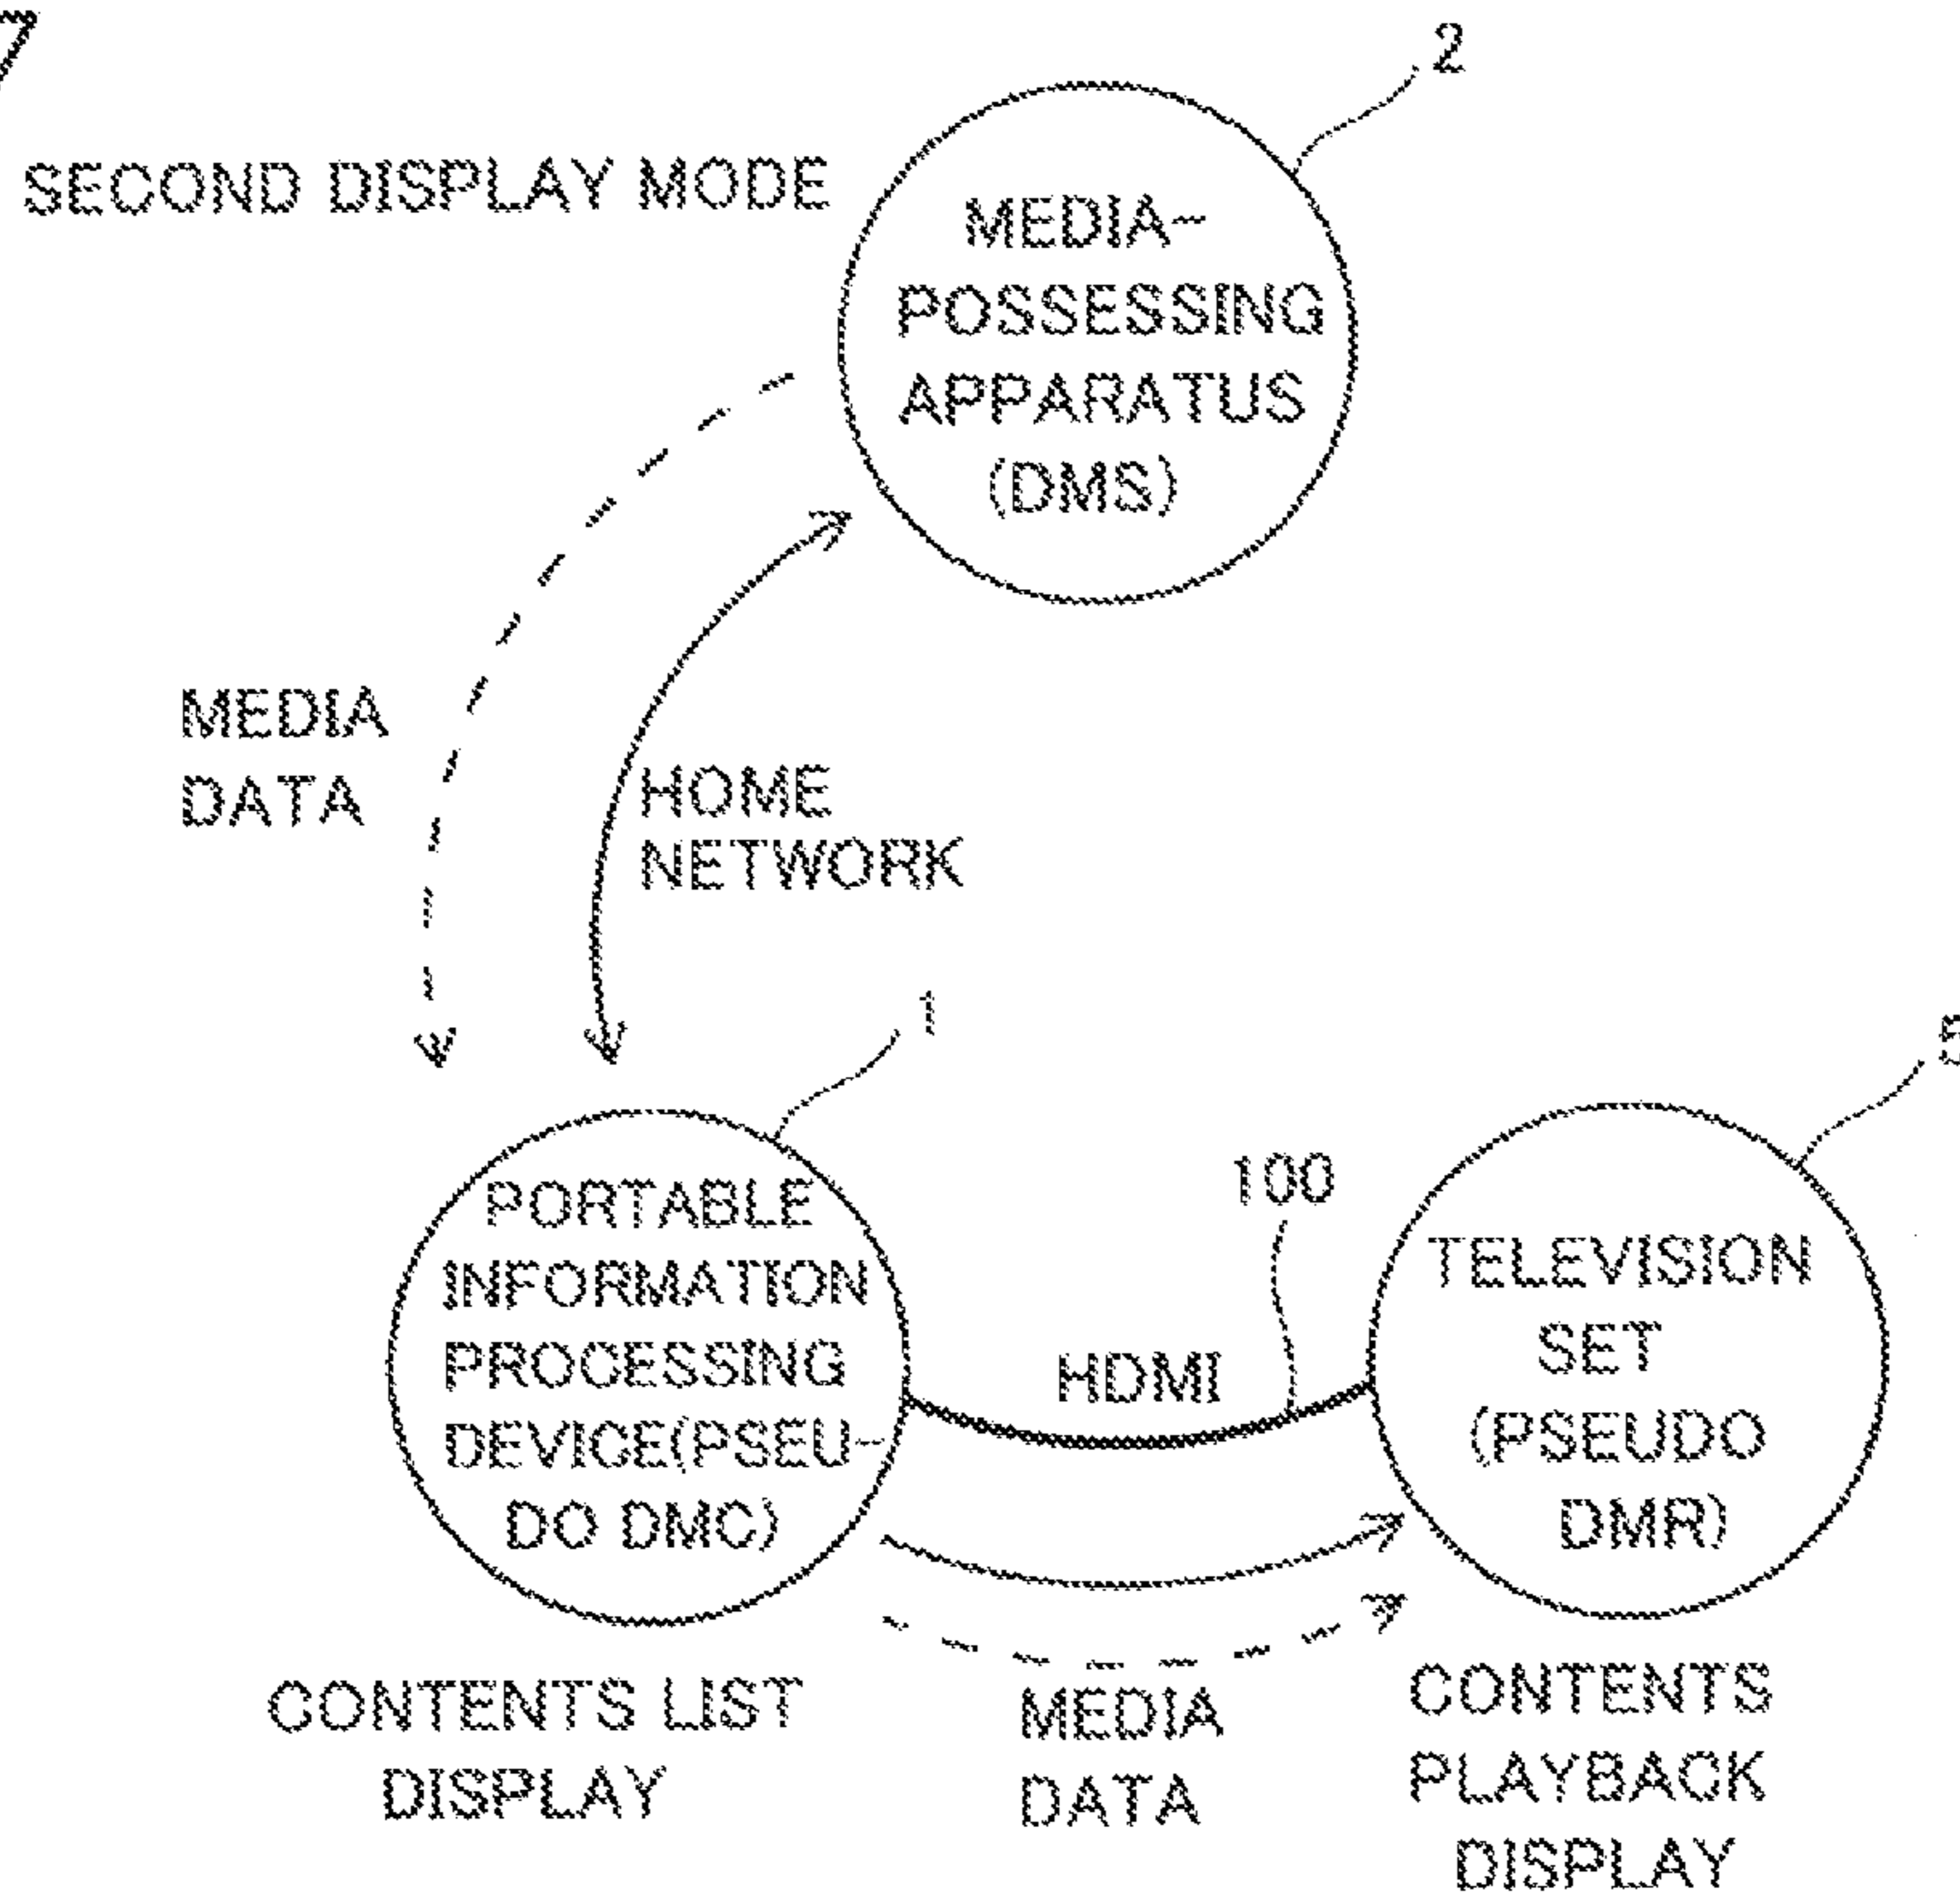 7
SECOND DISPLAY MODE
2
MEDIA-
POSSESSING
APPARATUS
(DMS)
MEDIA
DATA
HOME
NETWORK
1
5
PORTABLE
INFORMATION
PROCESSING
DEVICE(PSEU-
DO DMC)
100
HDMI
TELEVISION
SET
(PSEUDO
DMR)
CONTENTS LIST
DISPLAY
MEDIA
DATA
CONTENTS
PLAYBACK
DISPLAY